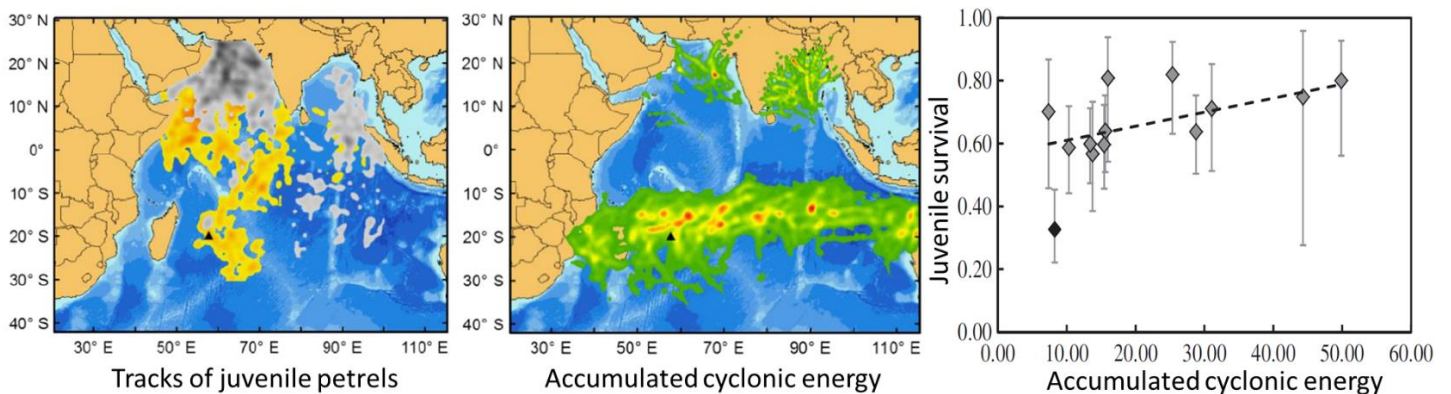 30° N
20° N
10° N
0°
10° S
20° S
30° S
40° S
30° E
50° E
70° E
90° E
110° E
Tracks of juvenile petrels
30° N
20° N
10° N
0°
10° S
20° S
30° S
40° S
30° E
50° E
70° E
90° E
110° E
Accumulated cyclonic energy
Juvenile survival
1.00
0.80
0.60
0.40
0.20
0.00
0.00
10.00
20.00
30.00
40.00
50.00
60.00
Accumulated cyclonic energy